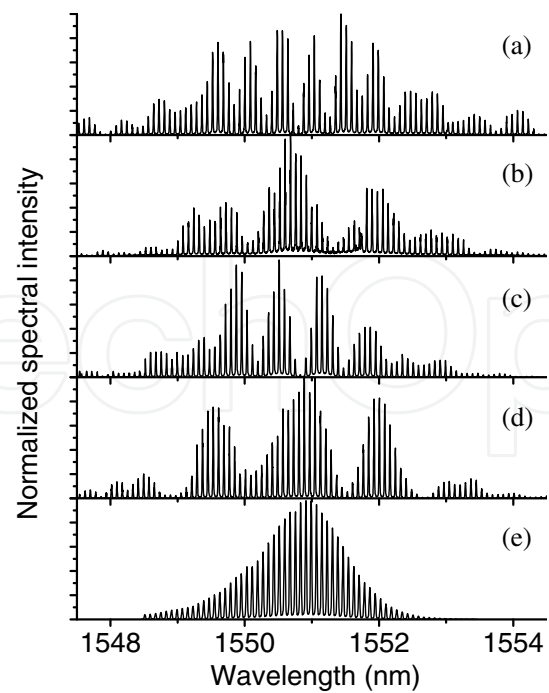 (a)
(b)
(c)
(d)
(e)
Normalized spectral intensity
1548 1550 1552 1554
Wavelength (nm)